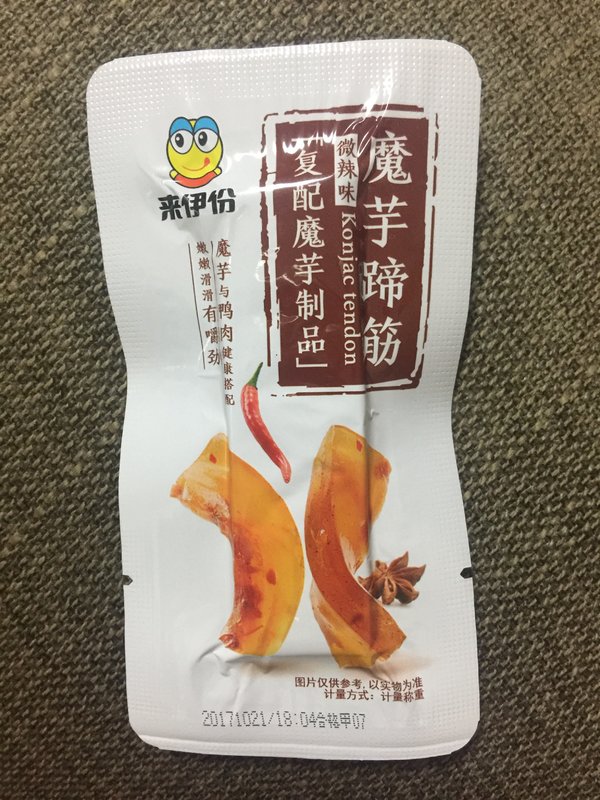 来伊份
魔芋蹄筋
微辣味
Konjac tendon
「复配魔芋制品」
魔芋与鸭肉健康搭配
嫩嫩滑滑有嚼劲
图片仅供参考,以实物为准
计量方式：计量称重
20171021/18:04合格甲07